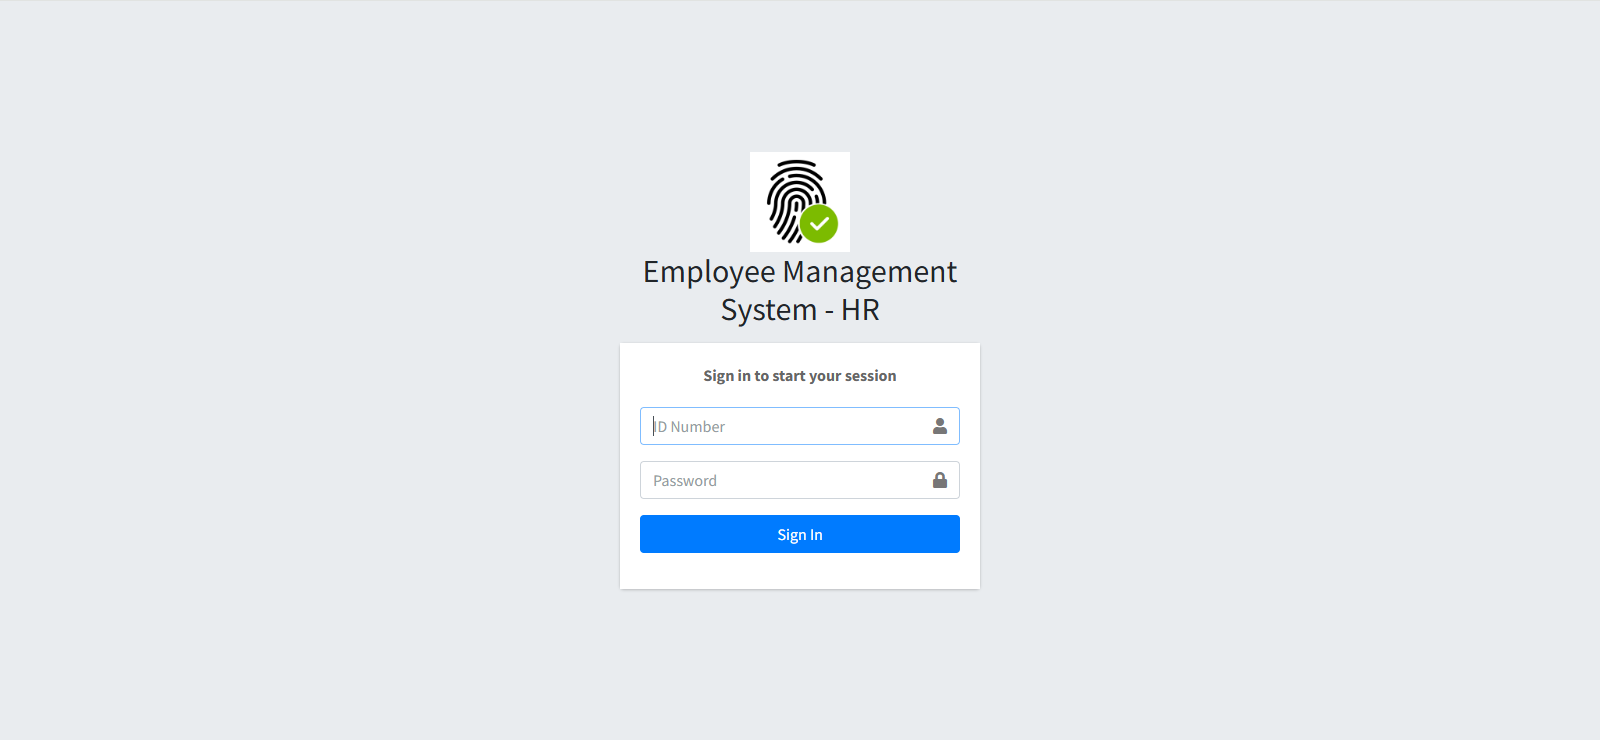 Employee Management
System - HR
Sign in to start your session
ID Number
Password
Sign In